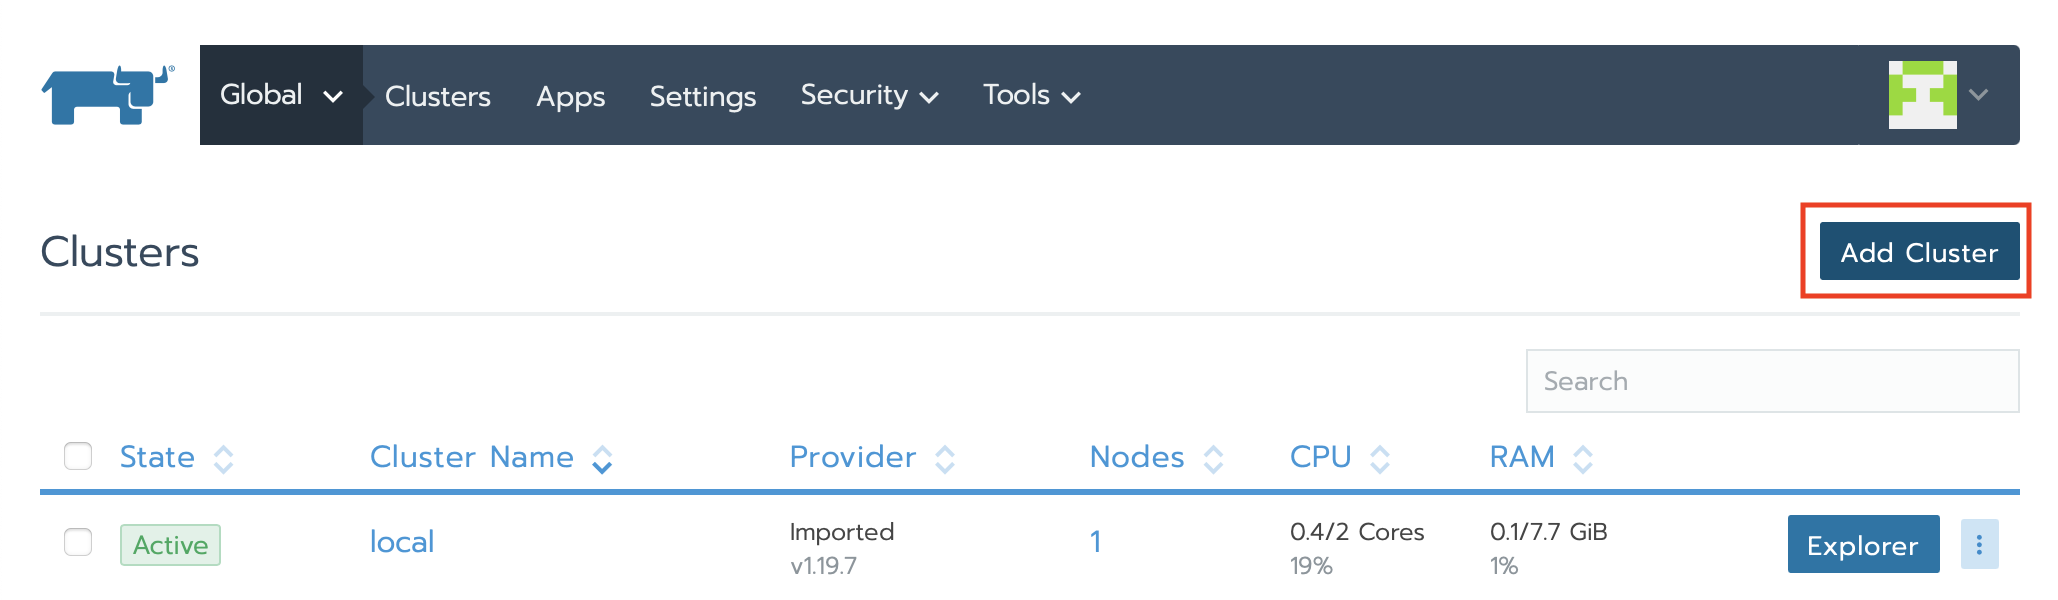 ®
Global Clusters Apps Settings Security Tools
Clusters
Add Cluster
Search
State Cluster Name Provider Nodes CPU RAM
Active local Imported 1 0.4/2 Cores 0.1/7.7 GiB Explorer
v1.19.7 19% 1%